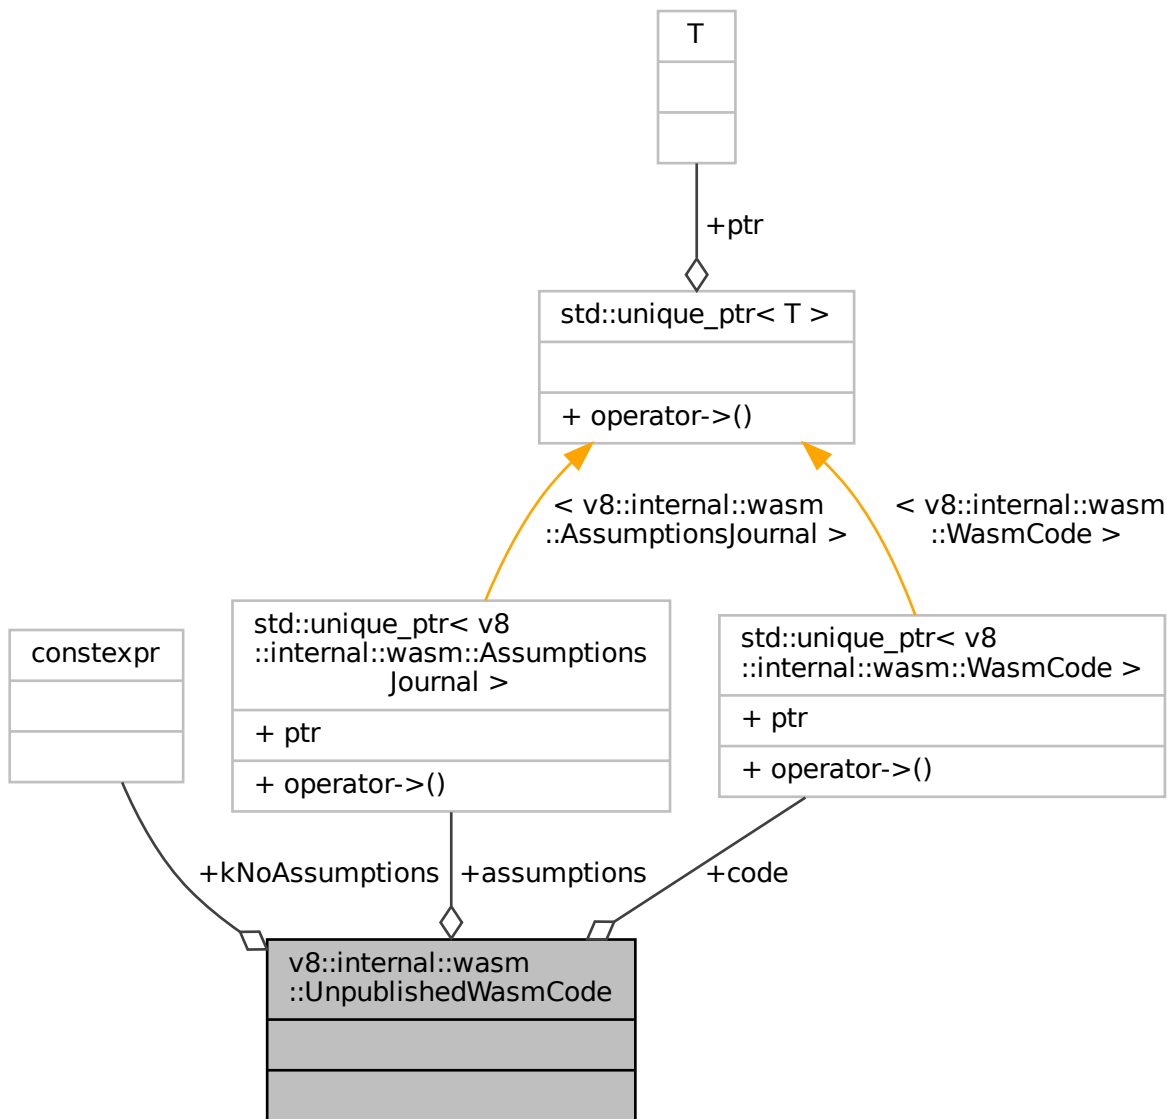 T
+ptr
std::unique_ptr< T >
+ operator->()
< v8::internal::wasm
::AssumptionsJournal >
< v8::internal::wasm
::WasmCode >
constexpr
std::unique_ptr< v8
::internal::wasm::Assumptions
Journal >
+ ptr
+ operator->()
std::unique_ptr< v8
::internal::wasm::WasmCode >
+ ptr
+ operator->()
+kNoAssumptions
+assumptions
+code
v8::internal::wasm
::UnpublishedWasmCode